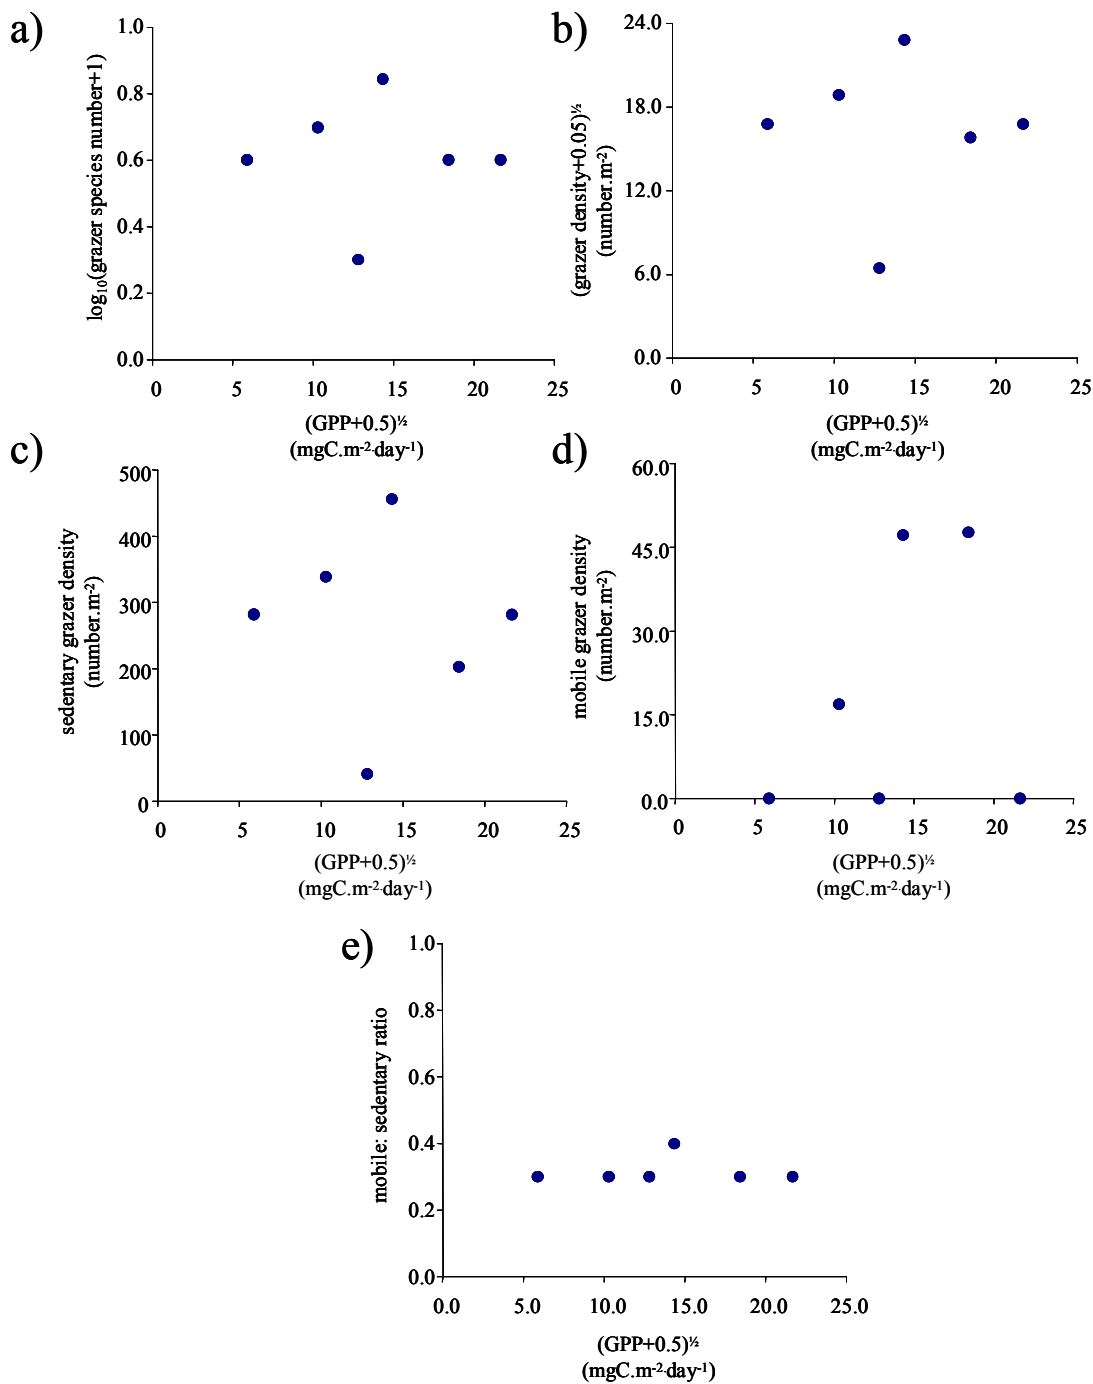 a)
log₁₀(grazer species number+1)
1.0
0.8
0.6
0.4
0.2
0.0
0 5 10 15 20 25
(GPP+0.5)^½
(mgC.m⁻²·day⁻¹)
b)
(grazer density+0.05)^½
(number.m⁻²)
24.0
18.0
12.0
6.0
0.0
0 5 10 15 20 25
(GPP+0.5)^½
(mgC.m⁻²·day⁻¹)
c)
sedentary grazer density
(number.m⁻²)
500
400
300
200
100
0
0 5 10 15 20 25
(GPP+0.5)^½
(mgC.m⁻²·day⁻¹)
d)
mobile grazer density
(number.m⁻²)
60.0
45.0
30.0
15.0
0.0
0 5 10 15 20 25
(GPP+0.5)^½
(mgC.m⁻²·day⁻¹)
e)
mobile: sedentary ratio
1.0
0.8
0.6
0.4
0.2
0.0
0.0 5.0 10.0 15.0 20.0 25.0
(GPP+0.5)^½
(mgC.m⁻²·day⁻¹)